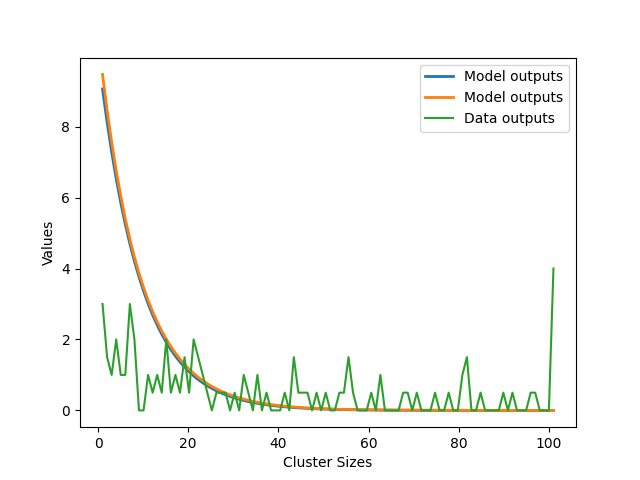 Model outputs
Model outputs
Data outputs
Values
8
6
4
2
0
0 20 40 60 80 100
Cluster Sizes